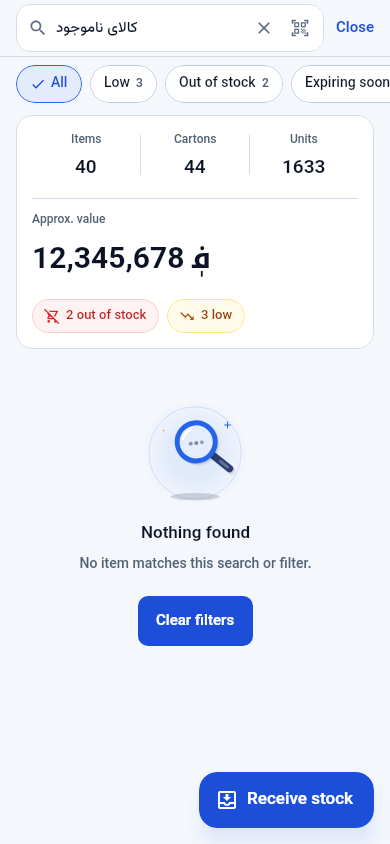 کالای ناموجود
Close
All
Low 3
Out of stock 2
Expiring soon
Items
40
Cartons
44
Units
1633
Approx. value
12,345,678 ؋
2 out of stock
3 low
Nothing found
No item matches this search or filter.
Clear filters
Receive stock